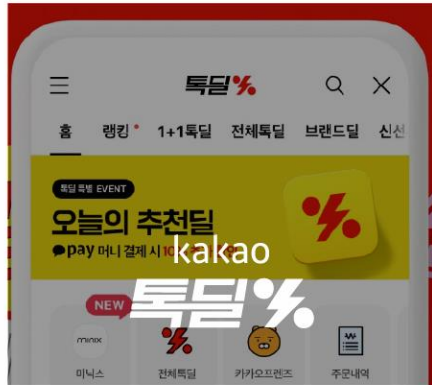 톡딜
홈 랭킹 1+1톡딜 전체톡딜 브랜드딜 신선
톡딜 특별 EVENT
오늘의 추천딜
pay 머니 결제 시 10
kakao
톡딜
NEW
minix
미닉스 전체톡딜 카카오프렌즈 주문내역